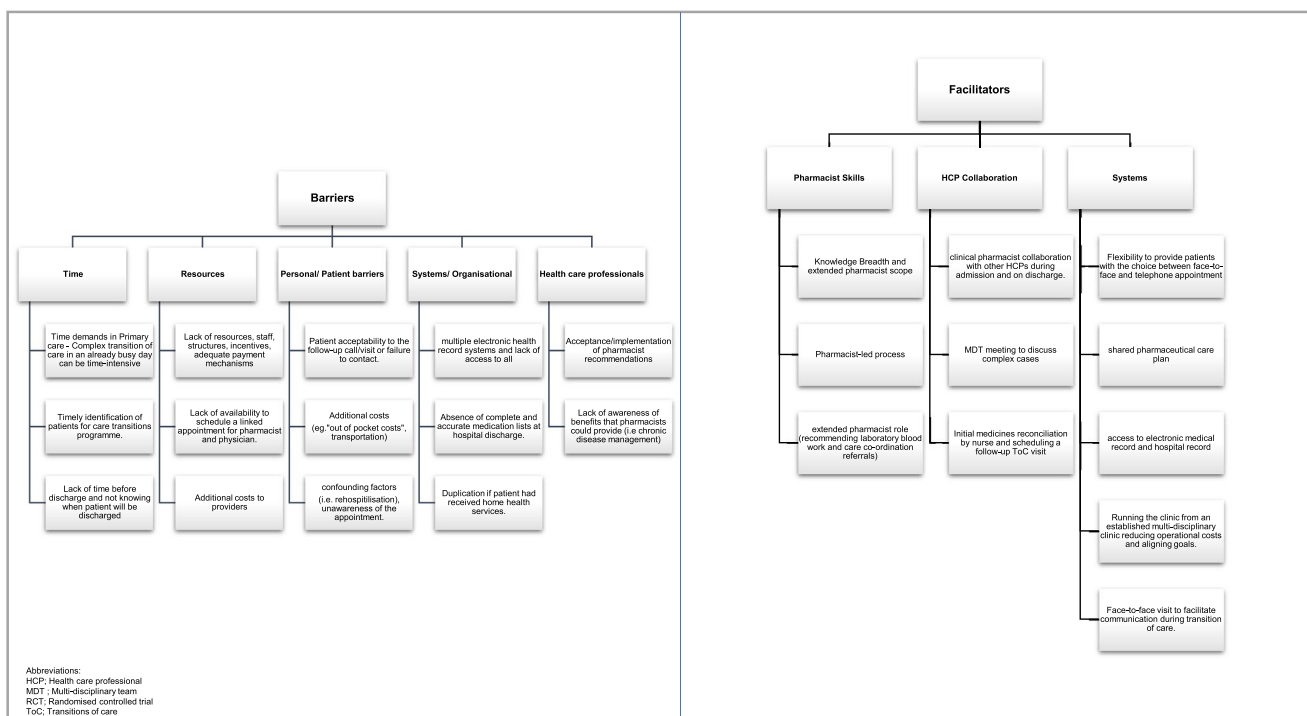 Barriers
Time
Time demands in Primary
care - Complex transition of
care in an already busy day
can be time-intensive
Timely identification of
patients for care transitions
programme.
Lack of time before
discharge and not knowing
when patient will be
discharged
Resources
Lack of resources, staff,
structures, incentives,
adequate payment
mechanisms
Lack of availability to
schedule a linked
appointment for pharmacist
and physician.
Additional costs to
providers
Personal/ Patient barriers
Patient acceptability to the
follow-up call/visit or failure
to contact.
Additional costs
(eg."out of pocket costs",
transportation)
confounding factors
(i.e. rehospitilisation),
unawareness of the
appointment.
Systems/ Organisational
multiple electronic health
record systems and lack of
access to all
Absence of complete and
accurate medication lists at
hospital discharge.
Duplication if patient had
received home health
services.
Health care professionals
Acceptance/implementation
of pharmacist
recommendations
Lack of awareness of
benefits that pharmacists
could provide (i.e chronic
disease management)
Abbreviations:
HCP; Health care professional
MDT ; Multi-disciplinary team
RCT; Randomised controlled trial
ToC; Transitions of care
Facilitators
Pharmacist Skills
Knowledge Breadth and
extended pharmacist scope
Pharmacist-led process
extended pharmacist role
(recommending laboratory blood
work and care co-ordination
referrals)
HCP Collaboration
clinical pharmacist collaboration
with other HCPs during
admission and on discharge.
MDT meeting to discuss
complex cases
Initial medicines reconciliation
by nurse and scheduling a
follow-up ToC visit
Systems
Flexibility to provide patients
with the choice between face-to-
face and telephone appointment
shared pharmaceutical care
plan
access to electronic medical
record and hospital record
Running the clinic from an
established multi-disciplinary
clinic reducing operational costs
and aligning goals.
Face-to-face visit to facilitate
communication during transition
of care.